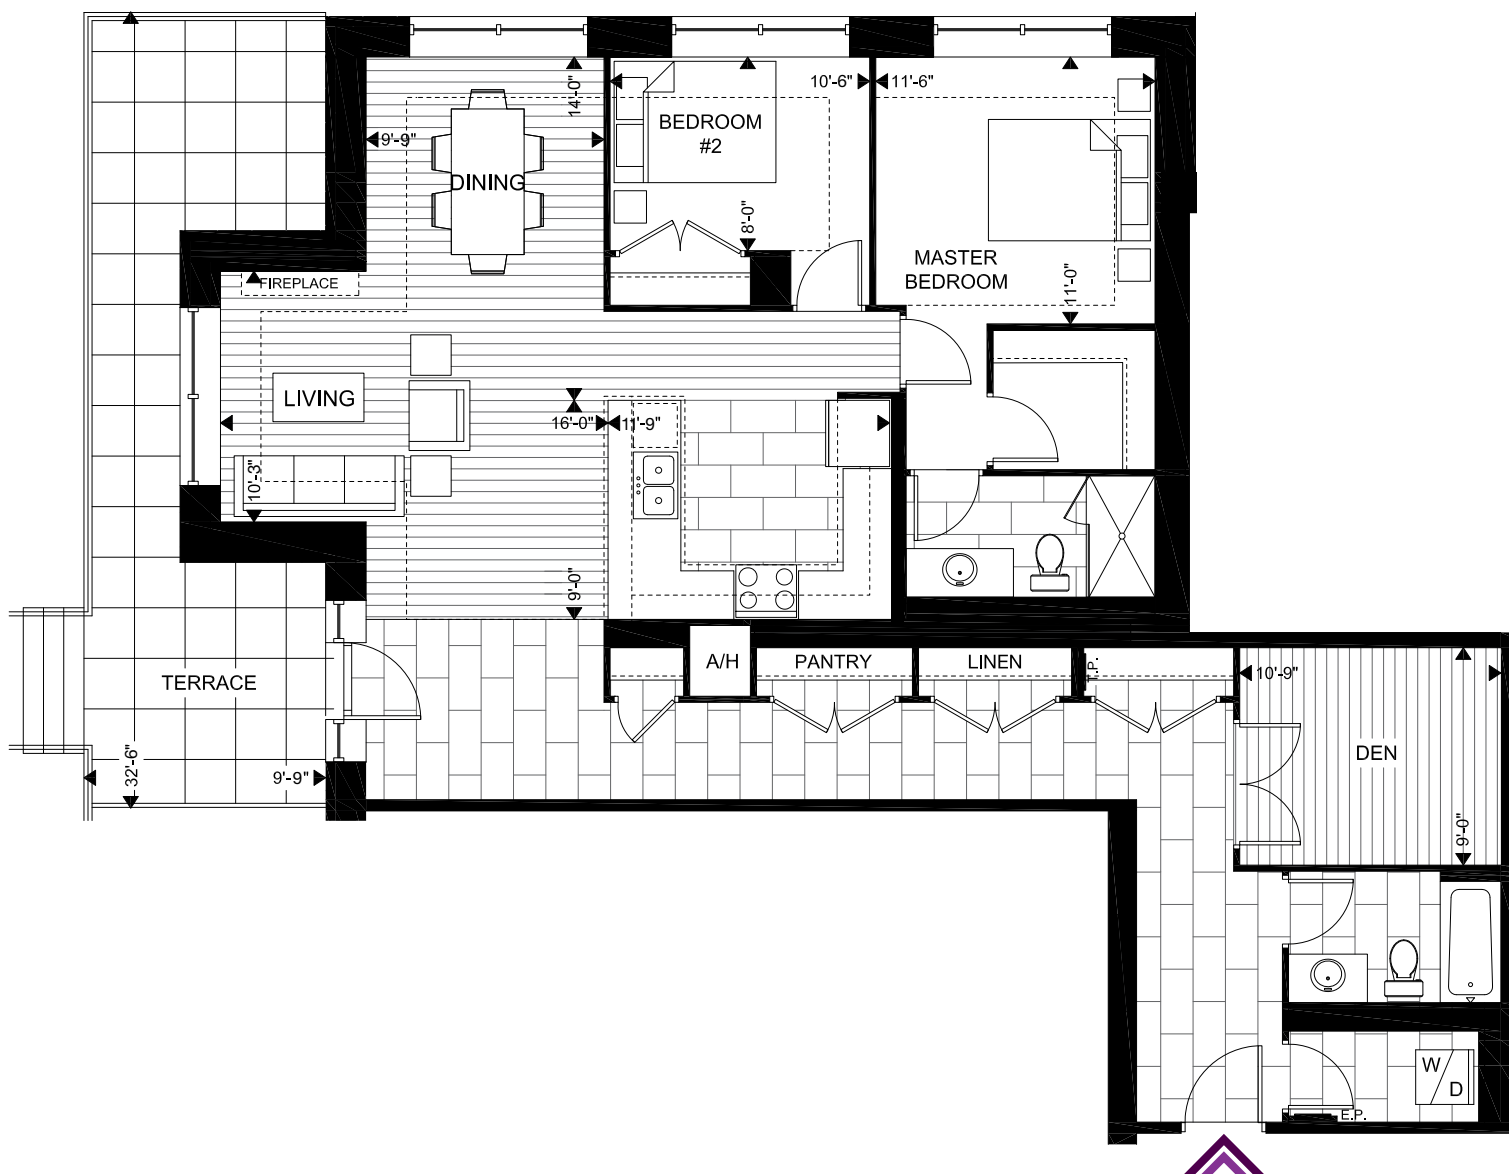 14'-0"
10'-6"
11'-6"
BEDROOM
#2
9'-9"
DINING
8'-0"
MASTER
BEDROOM
11'-0"
FIREPLACE
LIVING
16'-0"
11'-9"
10'-3"
9'-0"
A/H
PANTRY
LINEN
T.P.
10'-9"
TERRACE
DEN
32'-6"
9'-9"
9'-0"
W
D
E.P.